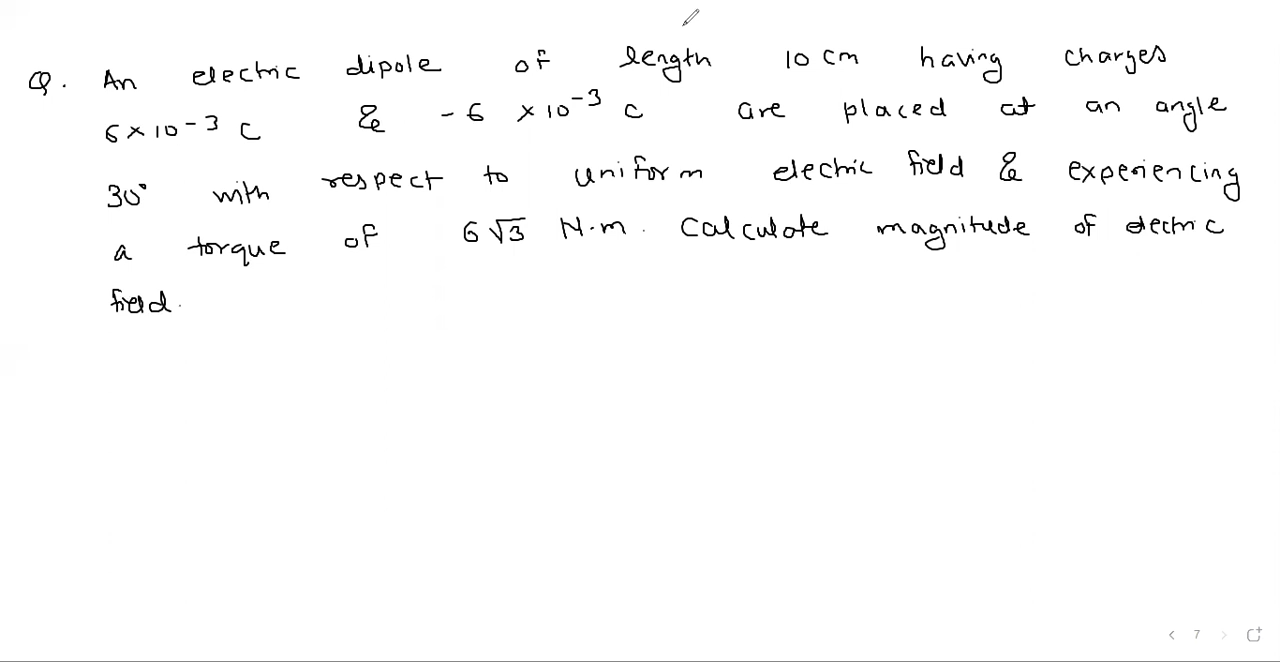 Q. An electric dipole of length 10 cm having charges
6 × 10 -3 C & - 6 × 10 -3 C are placed at an angle
30° with respect to uniform electric field & experiencing
a torque of 6 √3 N.m. Calculate magnitude of electric
field.
< 7 >